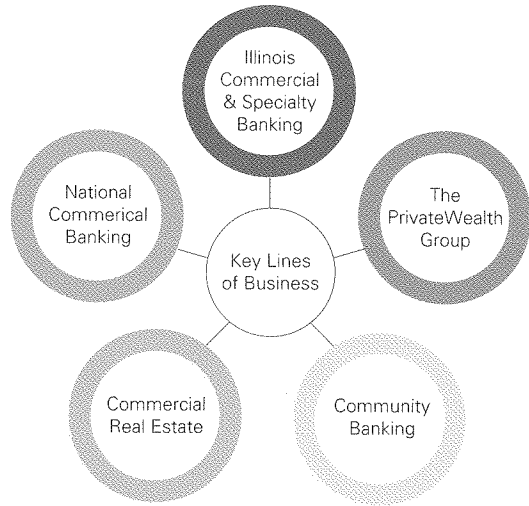 Illinois
Commercial
& Specialty
Banking
National
Commerical
Banking
The
PrivateWealth
Group
Key Lines
of Business
Commercial
Real Estate
Community
Banking